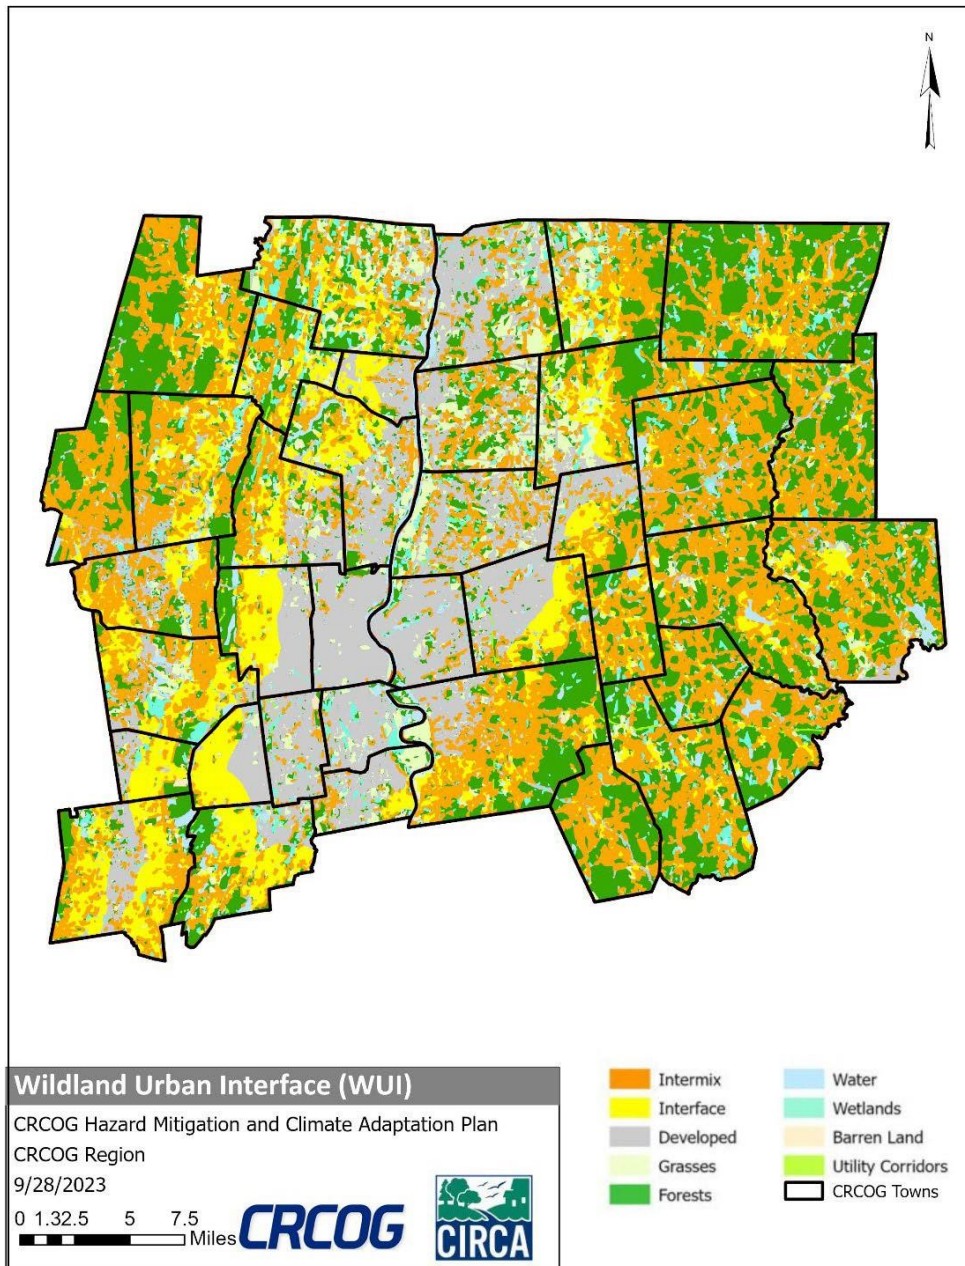 N
Wildland Urban Interface (WUI)
CRCOG Hazard Mitigation and Climate Adaptation Plan
CRCOG Region
9/28/2023
0 1.32.5 5 7.5
Miles
CRCOG
CIRCA
Intermix
Interface
Developed
Grasses
Forests
Water
Wetlands
Barren Land
Utility Corridors
CRCOG Towns